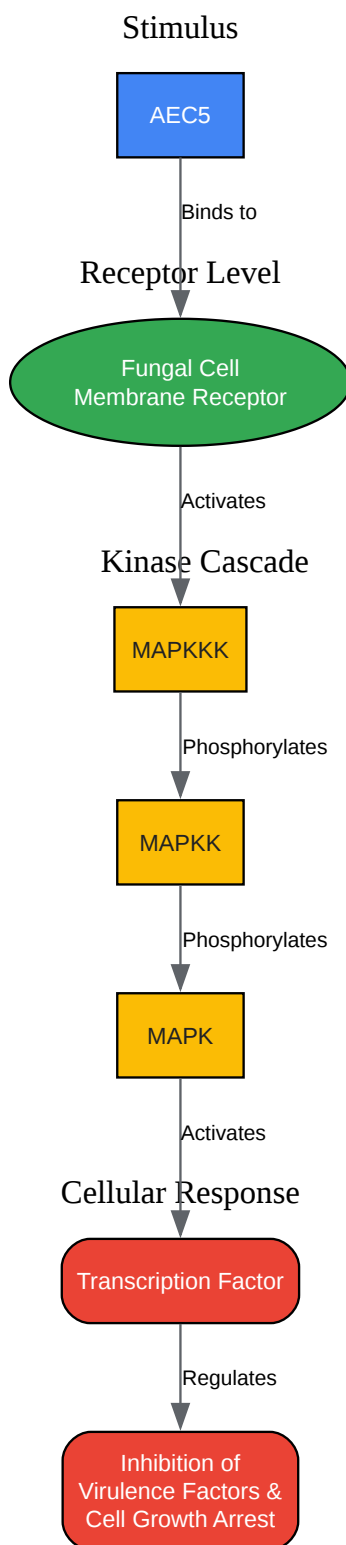 Stimulus
AEC5
Binds to
Receptor Level
Fungal Cell
Membrane Receptor
Activates
Kinase Cascade
MAPKKK
Phosphorylates
MAPKK
Phosphorylates
MAPK
Activates
Cellular Response
Transcription Factor
Regulates
Inhibition of
Virulence Factors &
Cell Growth Arrest